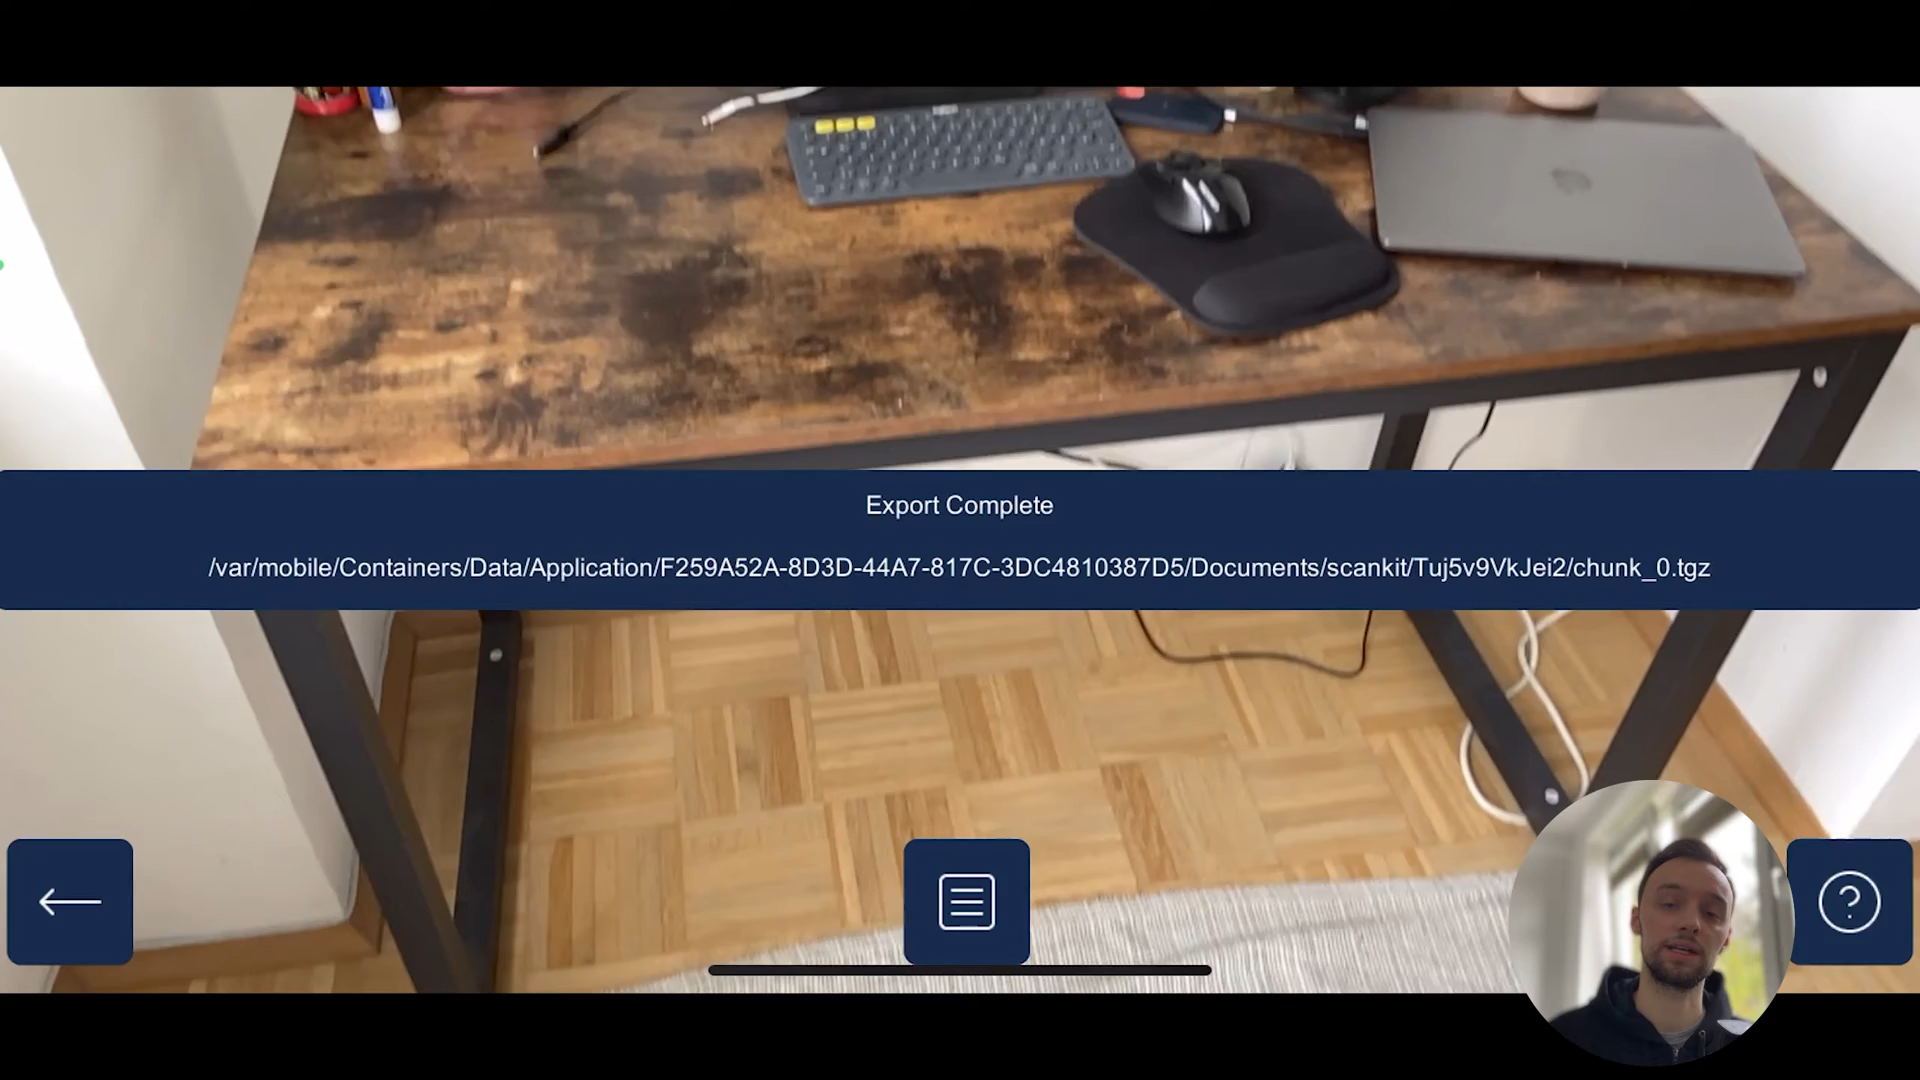 Export Complete
/var/mobile/Containers/Data/Application/F259A52A-8D3D-44A7-817C-3DC4810387D5/Documents/scankit/Tuj5v9VkJei2/chunk_0.tgz
?